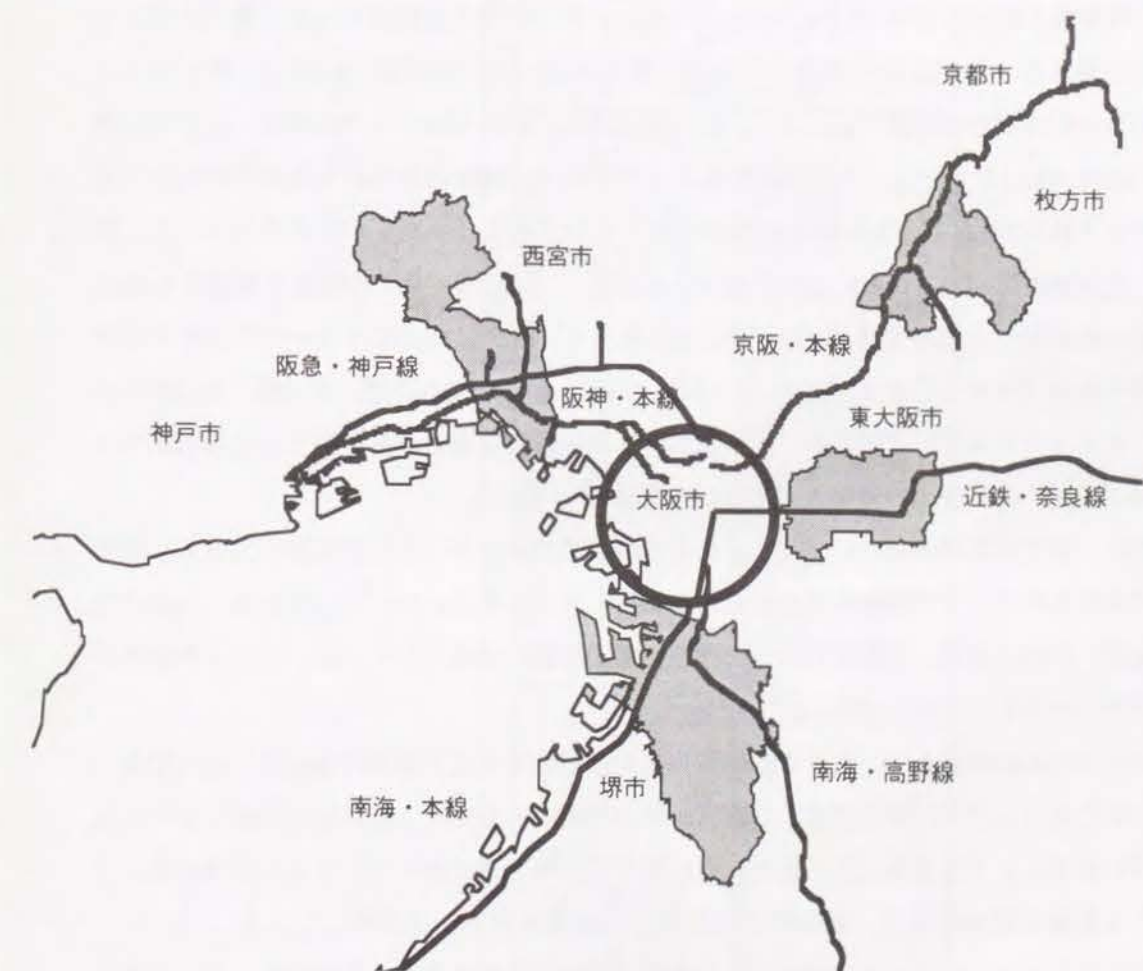 京都市
枚方市
西宮市
京阪・本線
阪急・神戸線
阪神・本線
神戸市
東大阪市
大阪市
近鉄・奈良線
南海・高野線
堺市
南海・本線